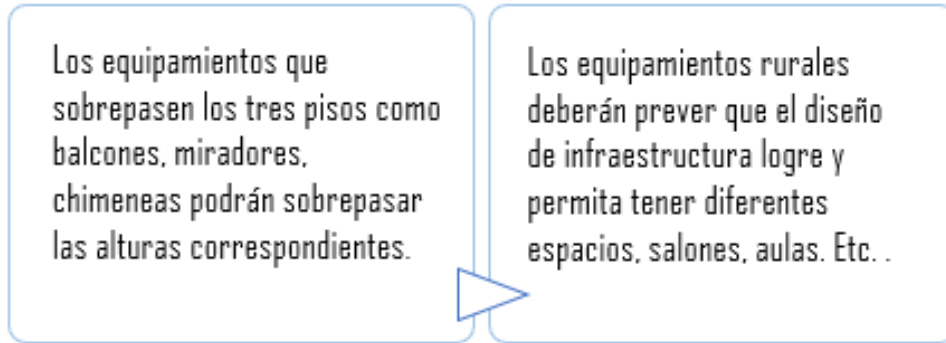 Los equipamientos que
sobrepasen los tres pisos como
balcones, miradores,
chimeneas podrán sobrepasar
las alturas correspondientes.
Los equipamientos rurales
deberán prever que el diseño
de infraestructura logre y
permita tener diferentes
espacios, salones, aulas. Etc. .